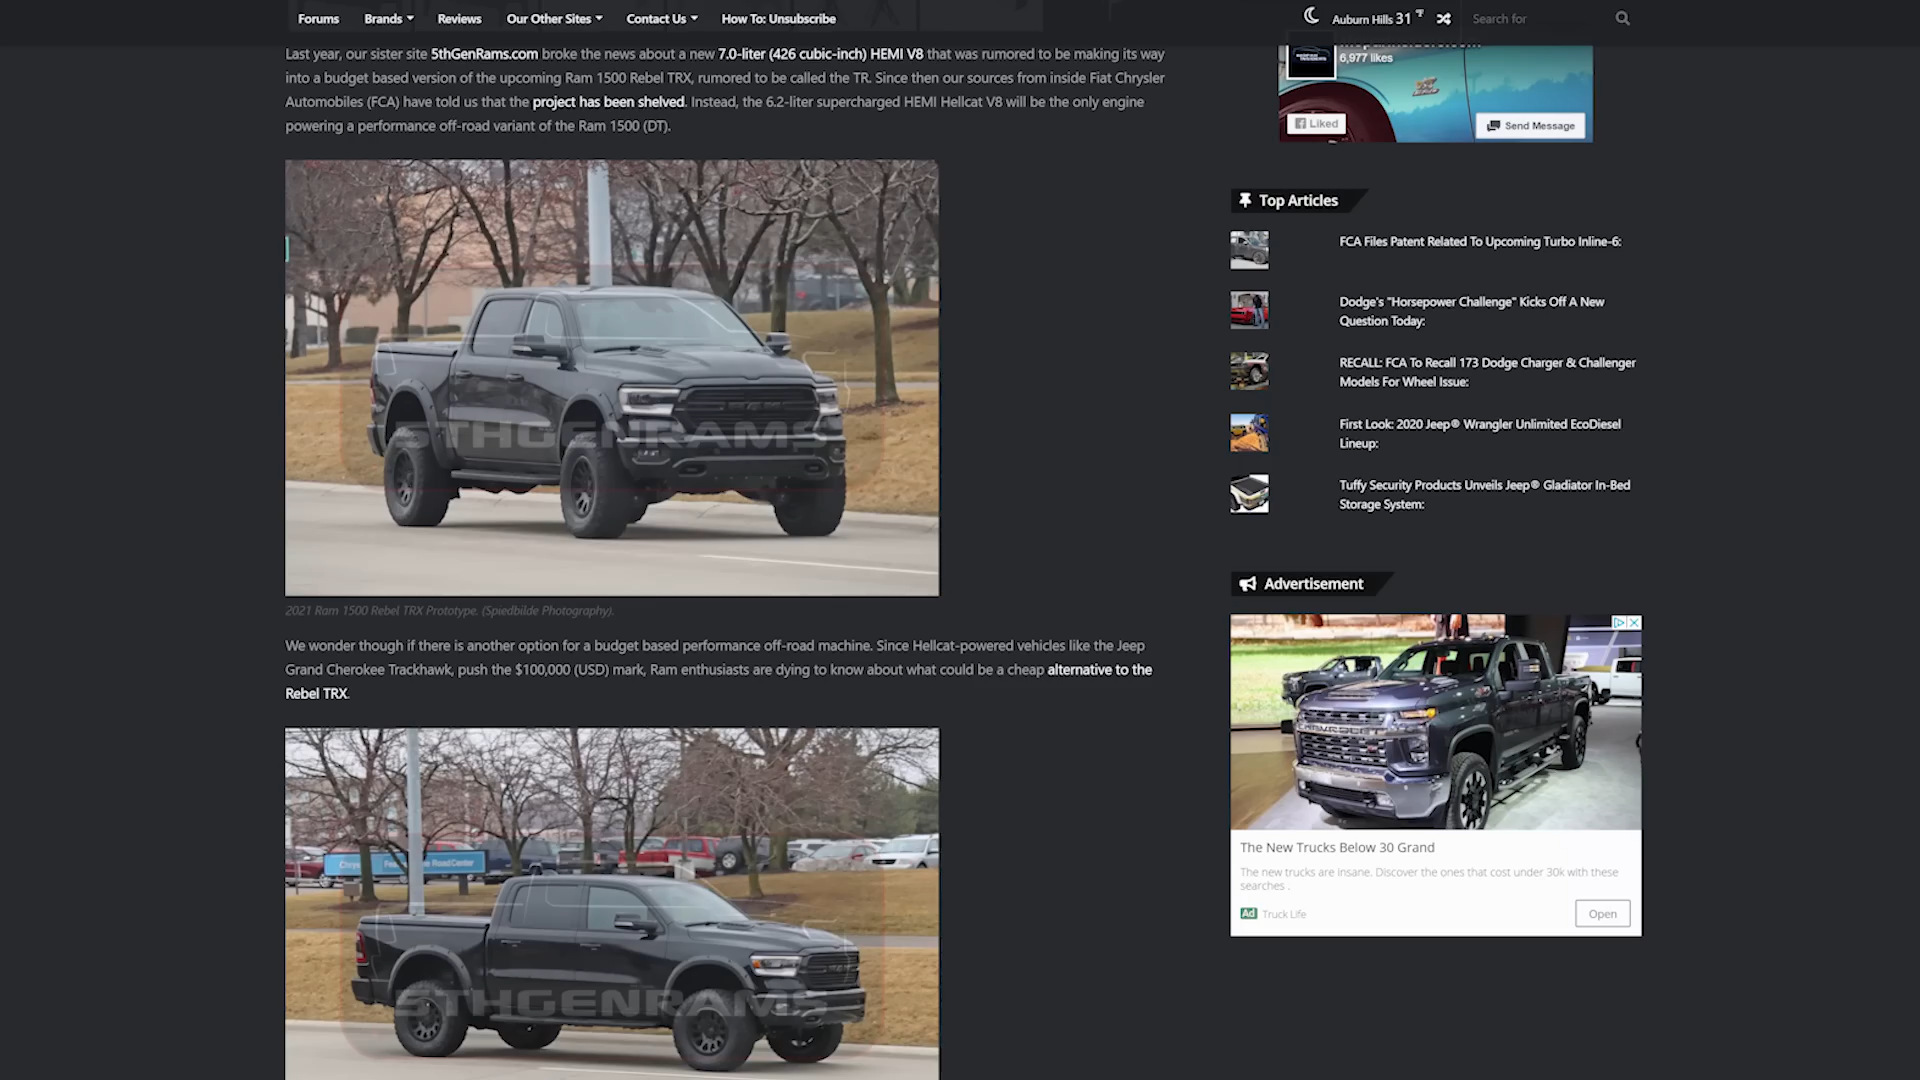 Forums Brands Reviews Our Other Sites Contact Us How To: Unsubscribe Auburn Hills 31 °F Search for
Last year, our sister site 5thGenRams.com broke the news about a new 7.0-liter (426 cubic-inch) HEMI V8 that was rumored to be making its way
into a budget based version of the upcoming Ram 1500 Rebel TRX, rumored to be called the TR. Since then our sources from inside Fiat Chrysler
Automobiles (FCA) have told us that the project has been shelved. Instead, the 6.2-liter supercharged HEMI Hellcat V8 will be the only engine
powering a performance off-road variant of the Ram 1500 (DT).
RAM
5THGENRAMS
2021 Ram 1500 Rebel TRX Prototype. (Spiedbilde Photography).
We wonder though if there is another option for a budget based performance off-road machine. Since Hellcat-powered vehicles like the Jeep
Grand Cherokee Trackhawk, push the $100,000 (USD) mark, Ram enthusiasts are dying to know about what could be a cheap alternative to the
Rebel TRX.
5THGENRAMS
6,977 likes
Liked
Send Message
Top Articles
FCA Files Patent Related To Upcoming Turbo Inline-6:
Dodge's "Horsepower Challenge" Kicks Off A New
Question Today:
RECALL: FCA To Recall 173 Dodge Charger & Challenger
Models For Wheel Issue:
First Look: 2020 Jeep® Wrangler Unlimited EcoDiesel
Lineup:
Tuffy Security Products Unveils Jeep® Gladiator In-Bed
Storage System:
Advertisement
CHEVROLET
The New Trucks Below 30 Grand
The new trucks are insane. Discover the ones that cost under 30k with these
searches .
Ad Truck Life
Open